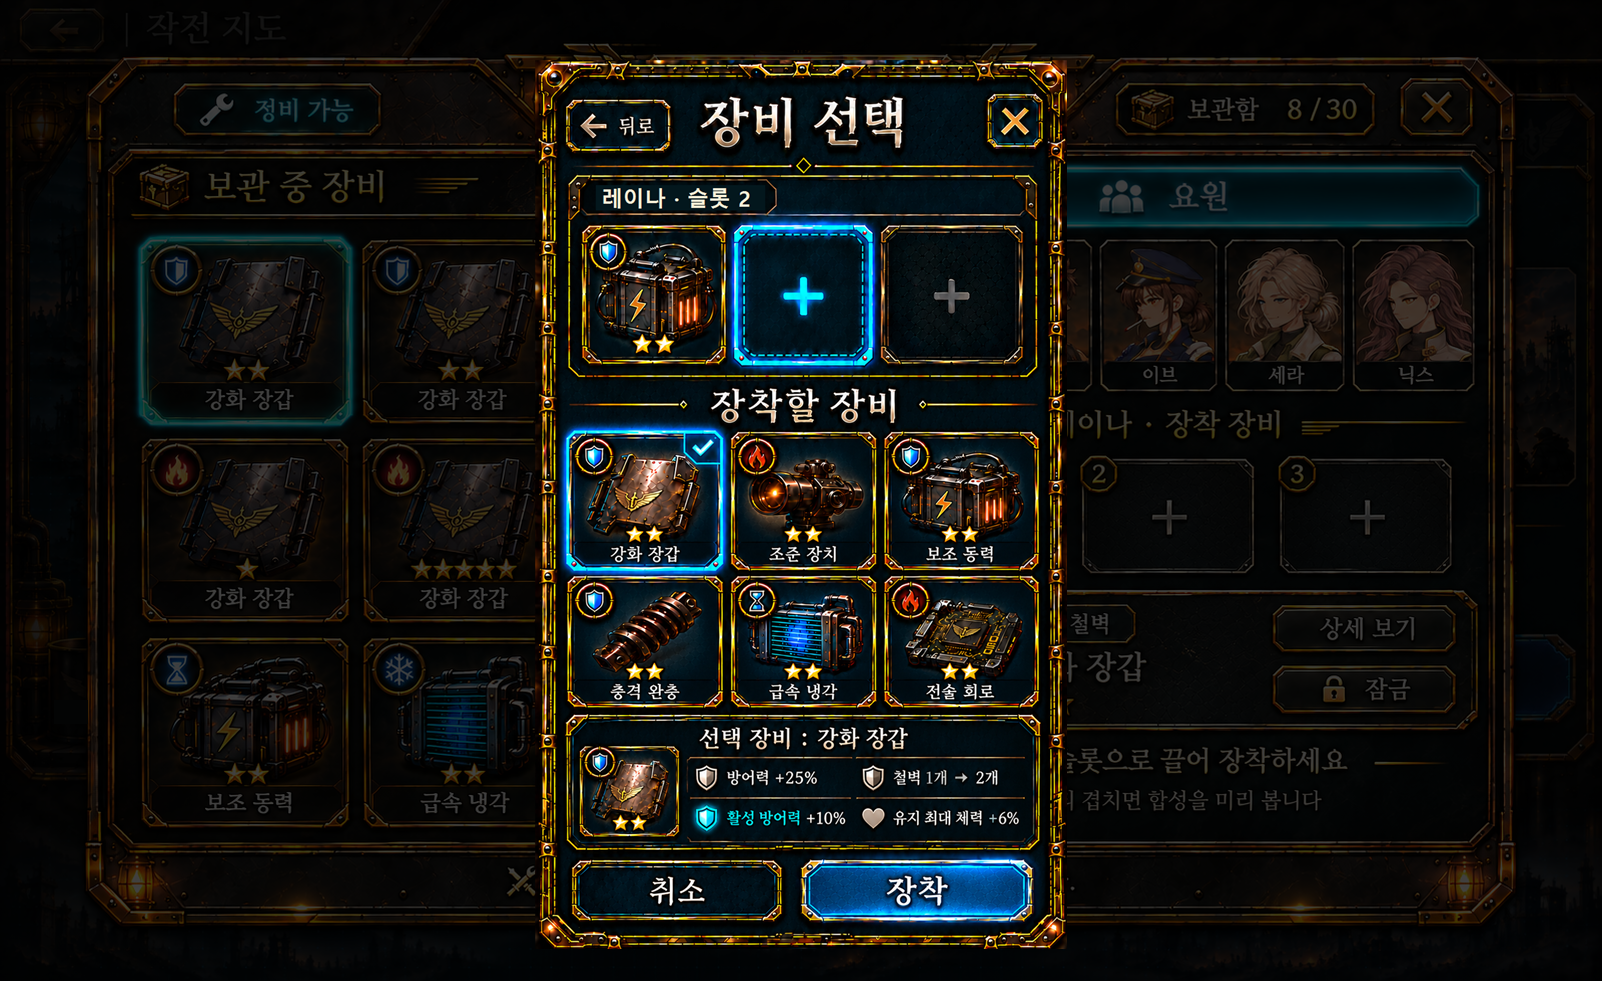 작전 지도
정비 가능
보관함 8 / 30
뒤로
장비 선택
보관 중 장비
요원
레이나 · 슬롯 2
강화 장갑
강화 장갑
강화 장갑
강화 장갑
보조 동력
급속 냉각
이브
세라
닉스
이나 · 장착 장비
2
3
장착할 장비
강화 장갑
조준 장치
보조 동력
충격 완충
급속 냉각
전술 회로
철벽
장갑
상세 보기
잠금
선택 장비 : 강화 장갑
방어력 +25%
철벽 1개 → 2개
활성 방어력 +10%
유지 최대 체력 +6%
슬롯으로 끌어 장착하세요
겹치면 합성을 미리 봅니다
취소
장착